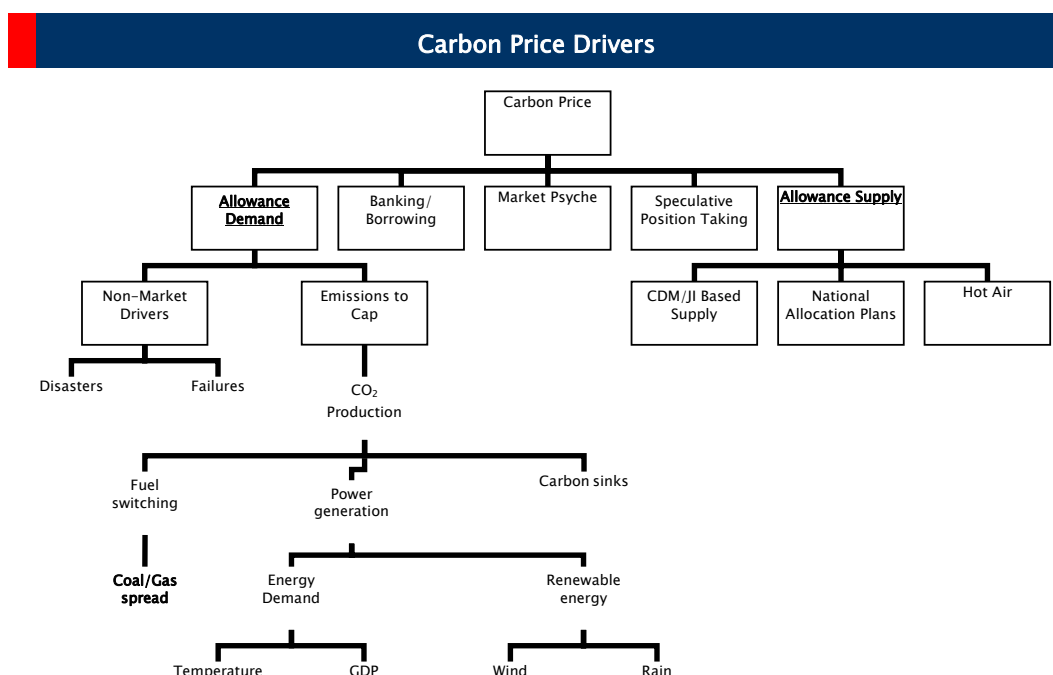 Carbon Price Drivers
Carbon Price
Allowance
Demand
Banking/
Borrowing
Market Psyche
Speculative
Position Taking
Allowance Supply
Non-Market
Drivers
Emissions to
Cap
CDM/JI Based
Supply
National
Allocation Plans
Hot Air
Disasters
Failures
CO₂
Production
Fuel
switching
Power
generation
Carbon sinks
Coal/Gas
spread
Energy
Demand
Renewable
energy
Temperature
GDP
Wind
Rain